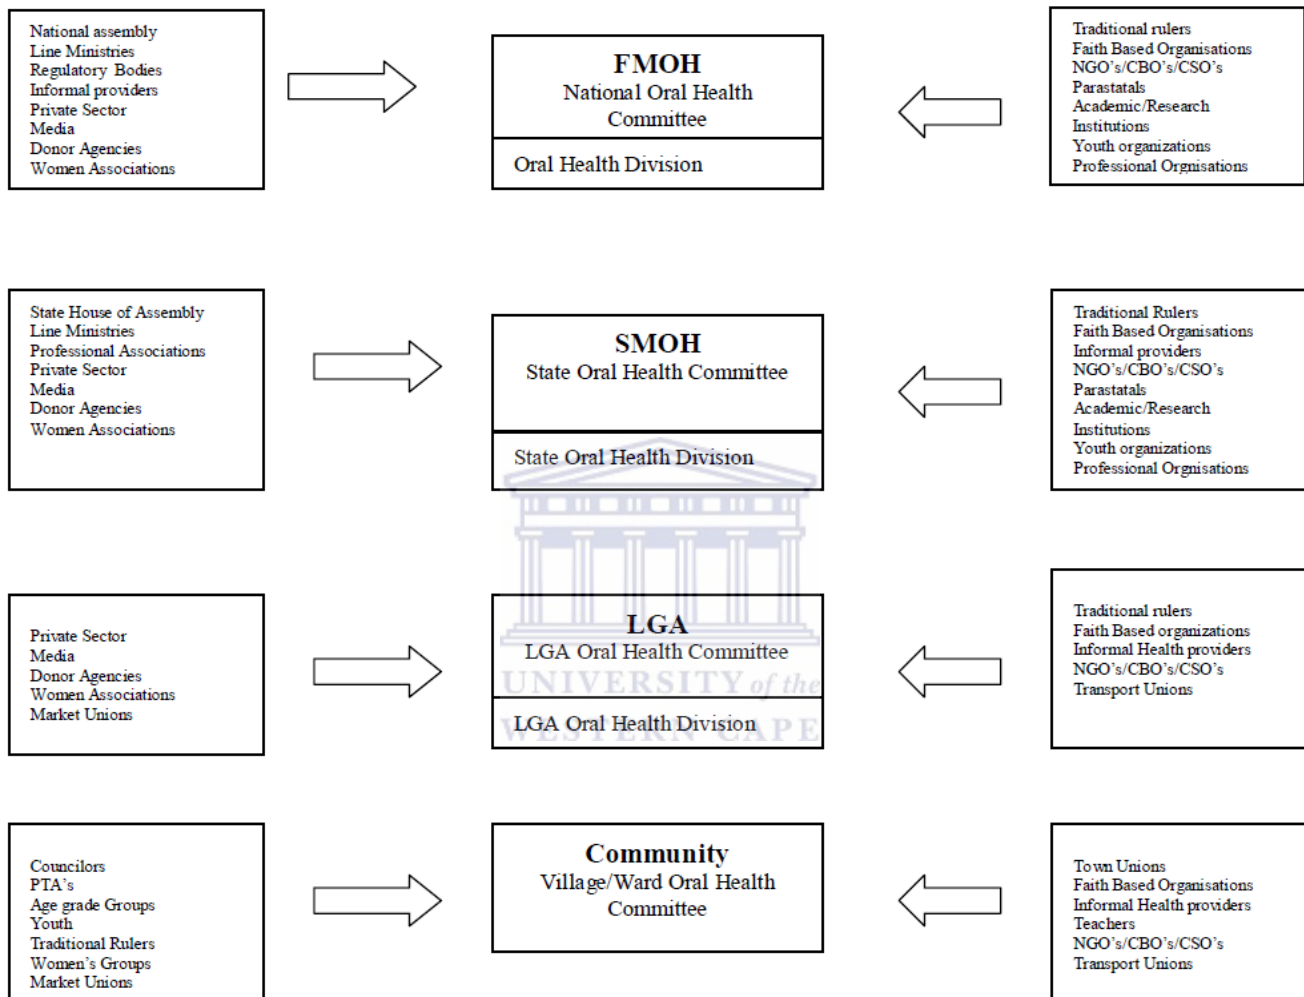 National assembly
Line Ministries
Regulatory Bodies
Informal providers
Private Sector
Media
Donor Agencies
Women Associations
FMOH
National Oral Health
Committee
Oral Health Division
Traditional rulers
Faith Based Organisations
NGO's/CBO's/CSO's
Parastatals
Academic/Research
Institutions
Youth organizations
Professional Orgnisations
State House of Assembly
Line Ministries
Professional Associations
Private Sector
Media
Donor Agencies
Women Associations
SMOH
State Oral Health Committee
State Oral Health Division
Traditional Rulers
Faith Based Organisations
Informal providers
NGO's/CBO's/CSO's
Parastatals
Academic/Research
Institutions
Youth organizations
Professional Orgnisations
Private Sector
Media
Donor Agencies
Women Associations
Market Unions
LGA
LGA Oral Health Committee
UNIVERSITY of the
LGA Oral Health Division
WESTERN CAPE
Traditional rulers
Faith Based organizations
Informal Health providers
NGO's/CBO's/CSO's
Transport Unions
Councilors
PTA's
Age grade Groups
Youth
Traditional Rulers
Women's Groups
Market Unions
Community
Village/Ward Oral Health
Committee
Town Unions
Faith Based Organisations
Informal Health providers
Teachers
NGO's/CBO's/CSO's
Transport Unions